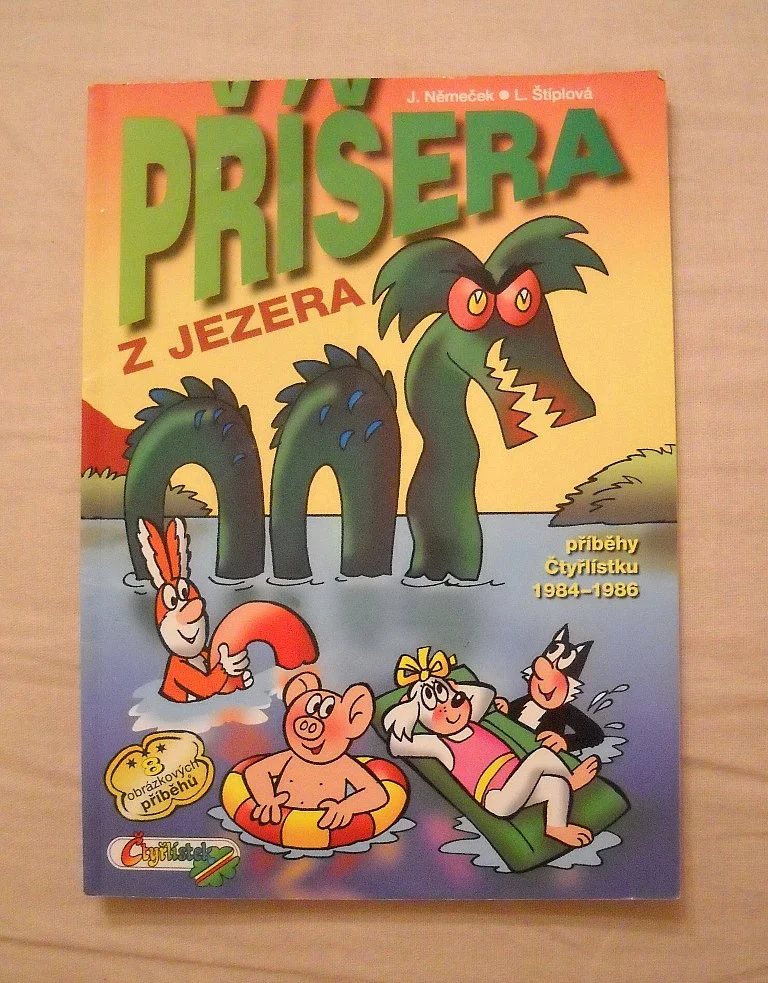 J. Němeček ● L. Štíplová
PŘÍŠERA
Z JEZERA
příběhy
Čtyřlístku
1984–1986
8
obrázkových
příběhů
Čtyřlístek